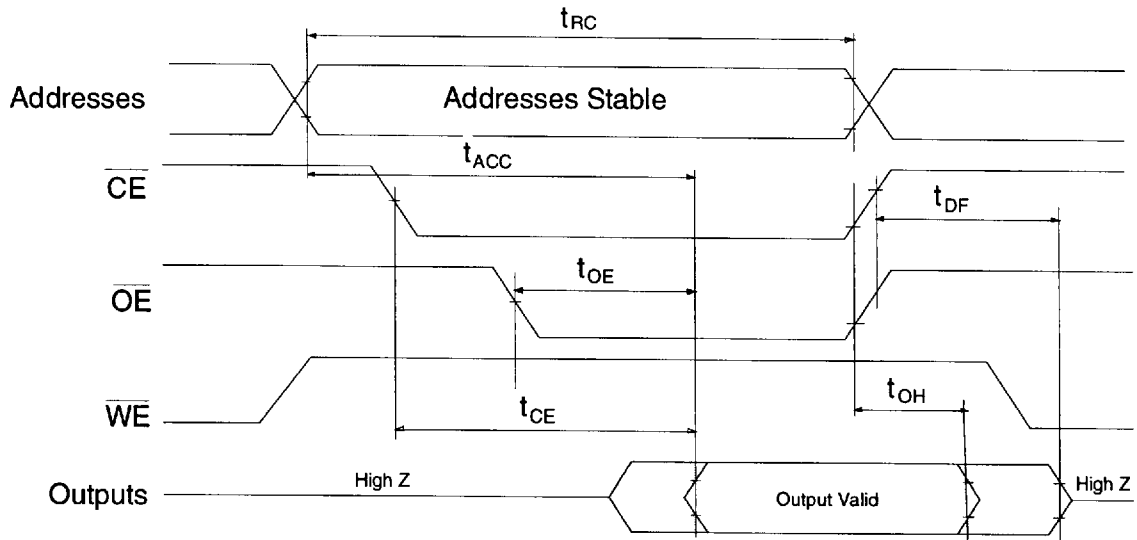 tRC
Addresses
Addresses Stable
tACC
CE
tDF
OE
tOE
WE
tOH
tCE
Outputs
High Z
Output Valid
High Z